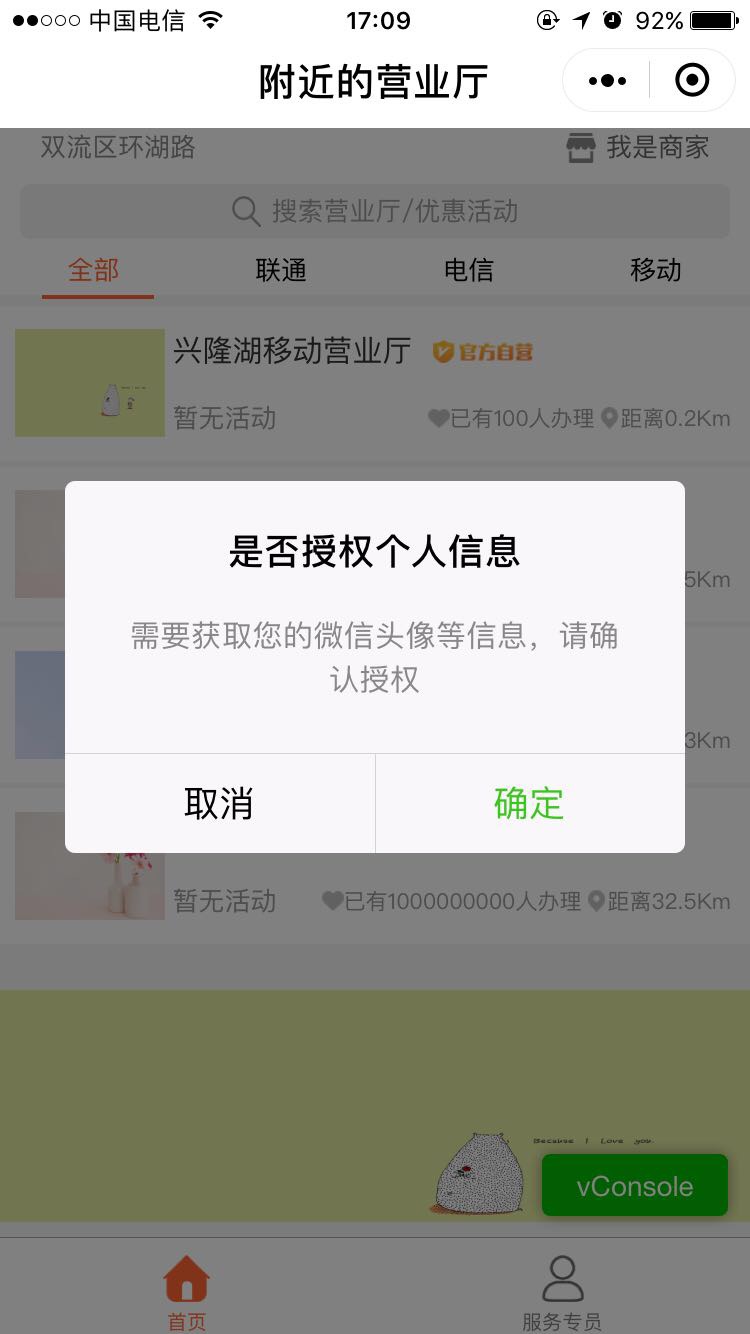 中国电信 17:09 92%
附近的营业厅
双流区环湖路 我是商家
搜索营业厅/优惠活动
全部 联通 电信 移动
兴隆湖移动营业厅 官方自营
暂无活动 已有100人办理 距离0.2Km
5Km
是否授权个人信息
需要获取您的微信头像等信息，请确
认授权
3Km
取消 确定
暂无活动 已有1000000000人办理 距离32.5Km
Because I Love you.
vConsole
首页 服务专员